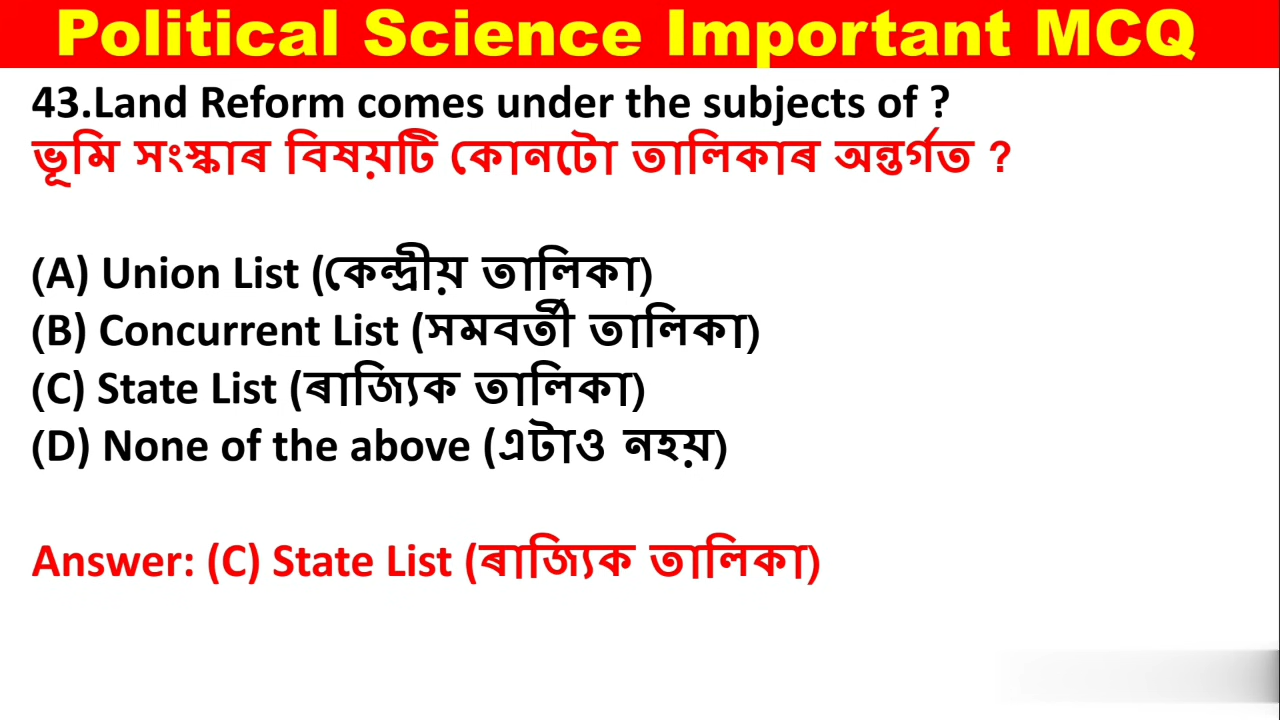 Political Science Important MCQ
43.Land Reform comes under the subjects of ?
ভূমি সংস্কাৰ বিষয়টি কোনটো তালিকাৰ অন্তৰ্গত ?
(A) Union List (কেন্দ্ৰীয় তালিকা)
(B) Concurrent List (সমবৰ্তী তালিকা)
(C) State List (ৰাজ্যিক তালিকা)
(D) None of the above (এটাও নহয়)
Answer: (C) State List (ৰাজ্যিক তালিকা)